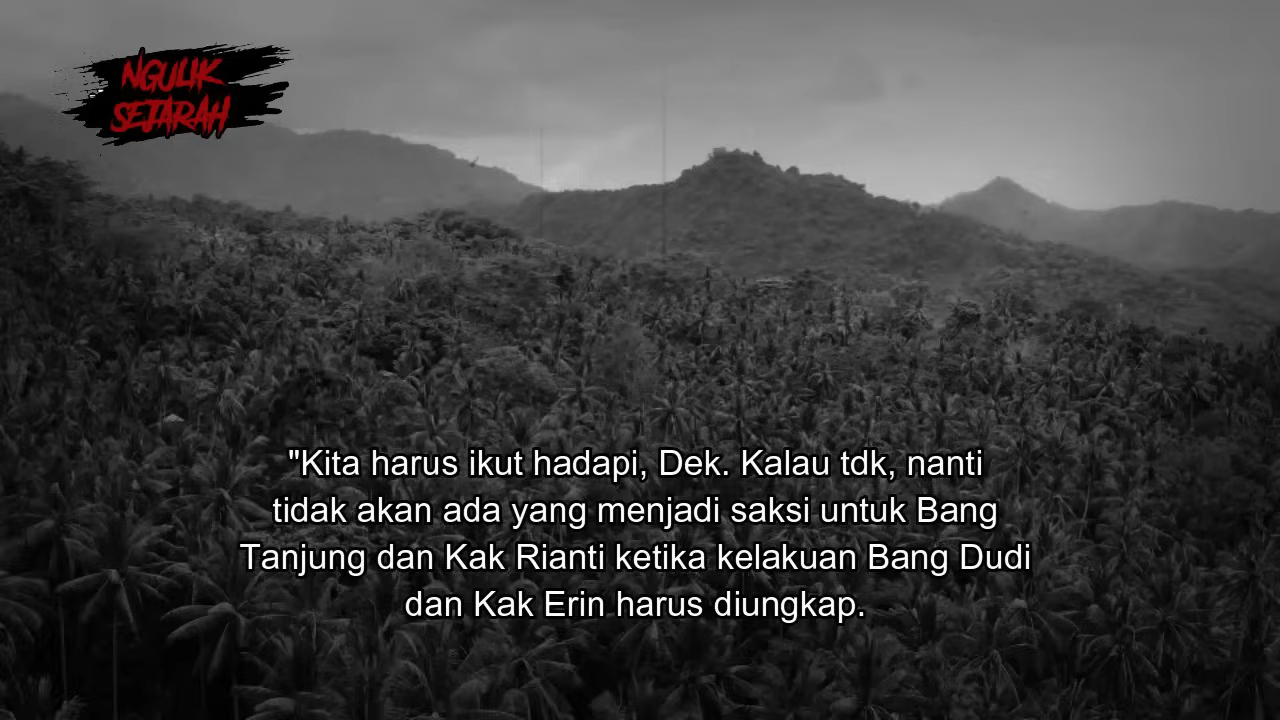 NGULIK
SEJARAH
"Kita harus ikut hadapi, Dek. Kalau tdk, nanti
tidak akan ada yang menjadi saksi untuk Bang
Tanjung dan Kak Rianti ketika kelakuan Bang Dudi
dan Kak Erin harus diungkap.